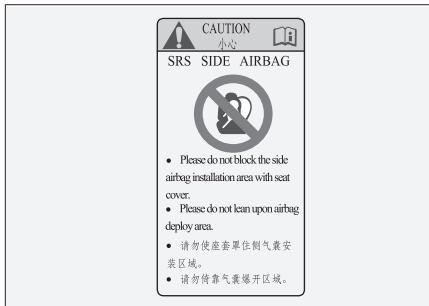 CAUTION
小心
SRS SIDE AIRBAG
• Please do not block the side
airbag installation area with seat
cover.
• Please do not lean upon airbag
deploy area.
• 请勿使座套罩住侧气囊安
装区域。
• 请勿倚靠气囊爆开区域。